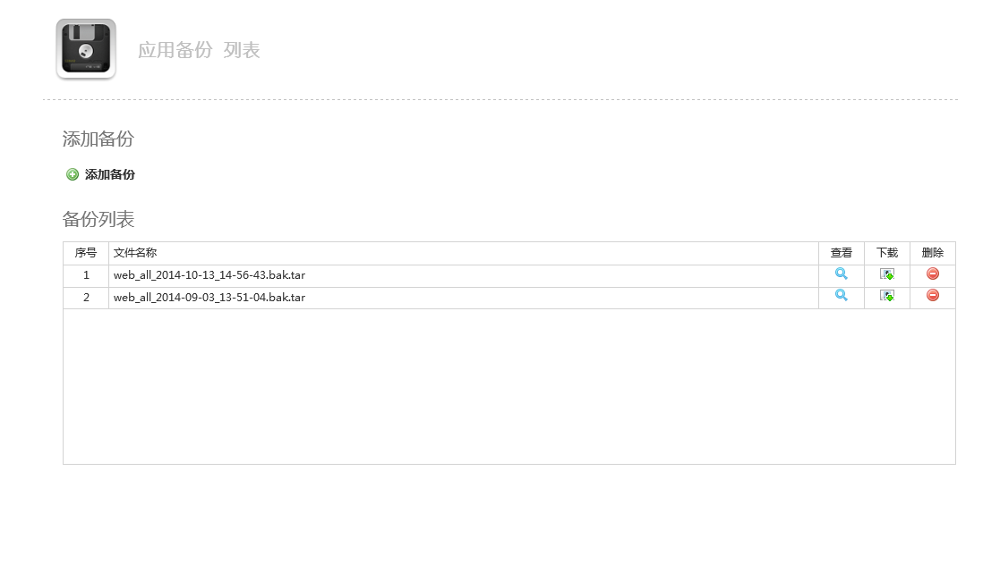 应用备份 列表
添加备份
添加备份
备份列表
序号 文件名称 查看 下载 删除
1 web_all_2014-10-13_14-56-43.bak.tar
2 web_all_2014-09-03_13-51-04.bak.tar